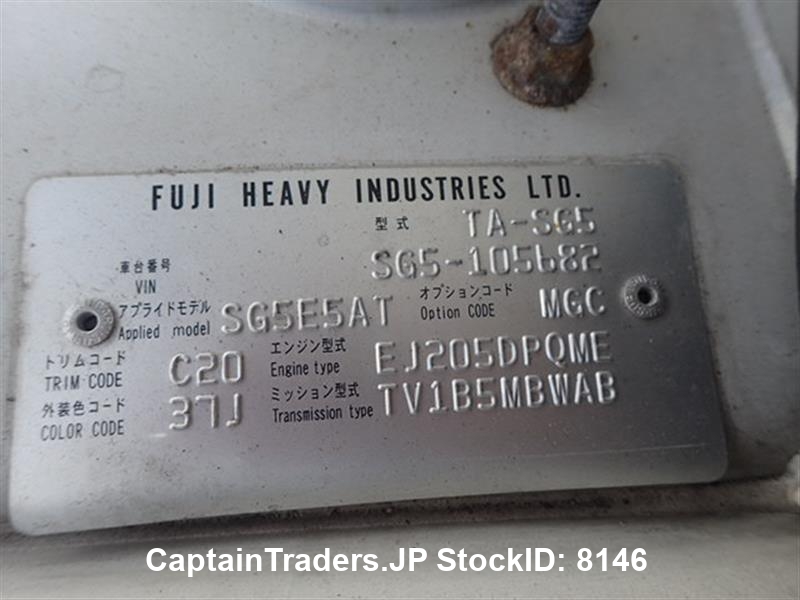 FUJI HEAVY INDUSTRIES LTD.
型式 TA-SG5
車台番号 SG5-105682
VIN
アプライドモデル SG5E5AT オプションコード MGC
Applied model Option CODE
トリムコード C20 エンジン型式 EJ205DPQME
TRIM CODE Engine type
外装色コード 37J ミッション型式 TV1B5MBWAB
COLOR CODE Transmission type
CaptainTraders.JP StockID: 8146